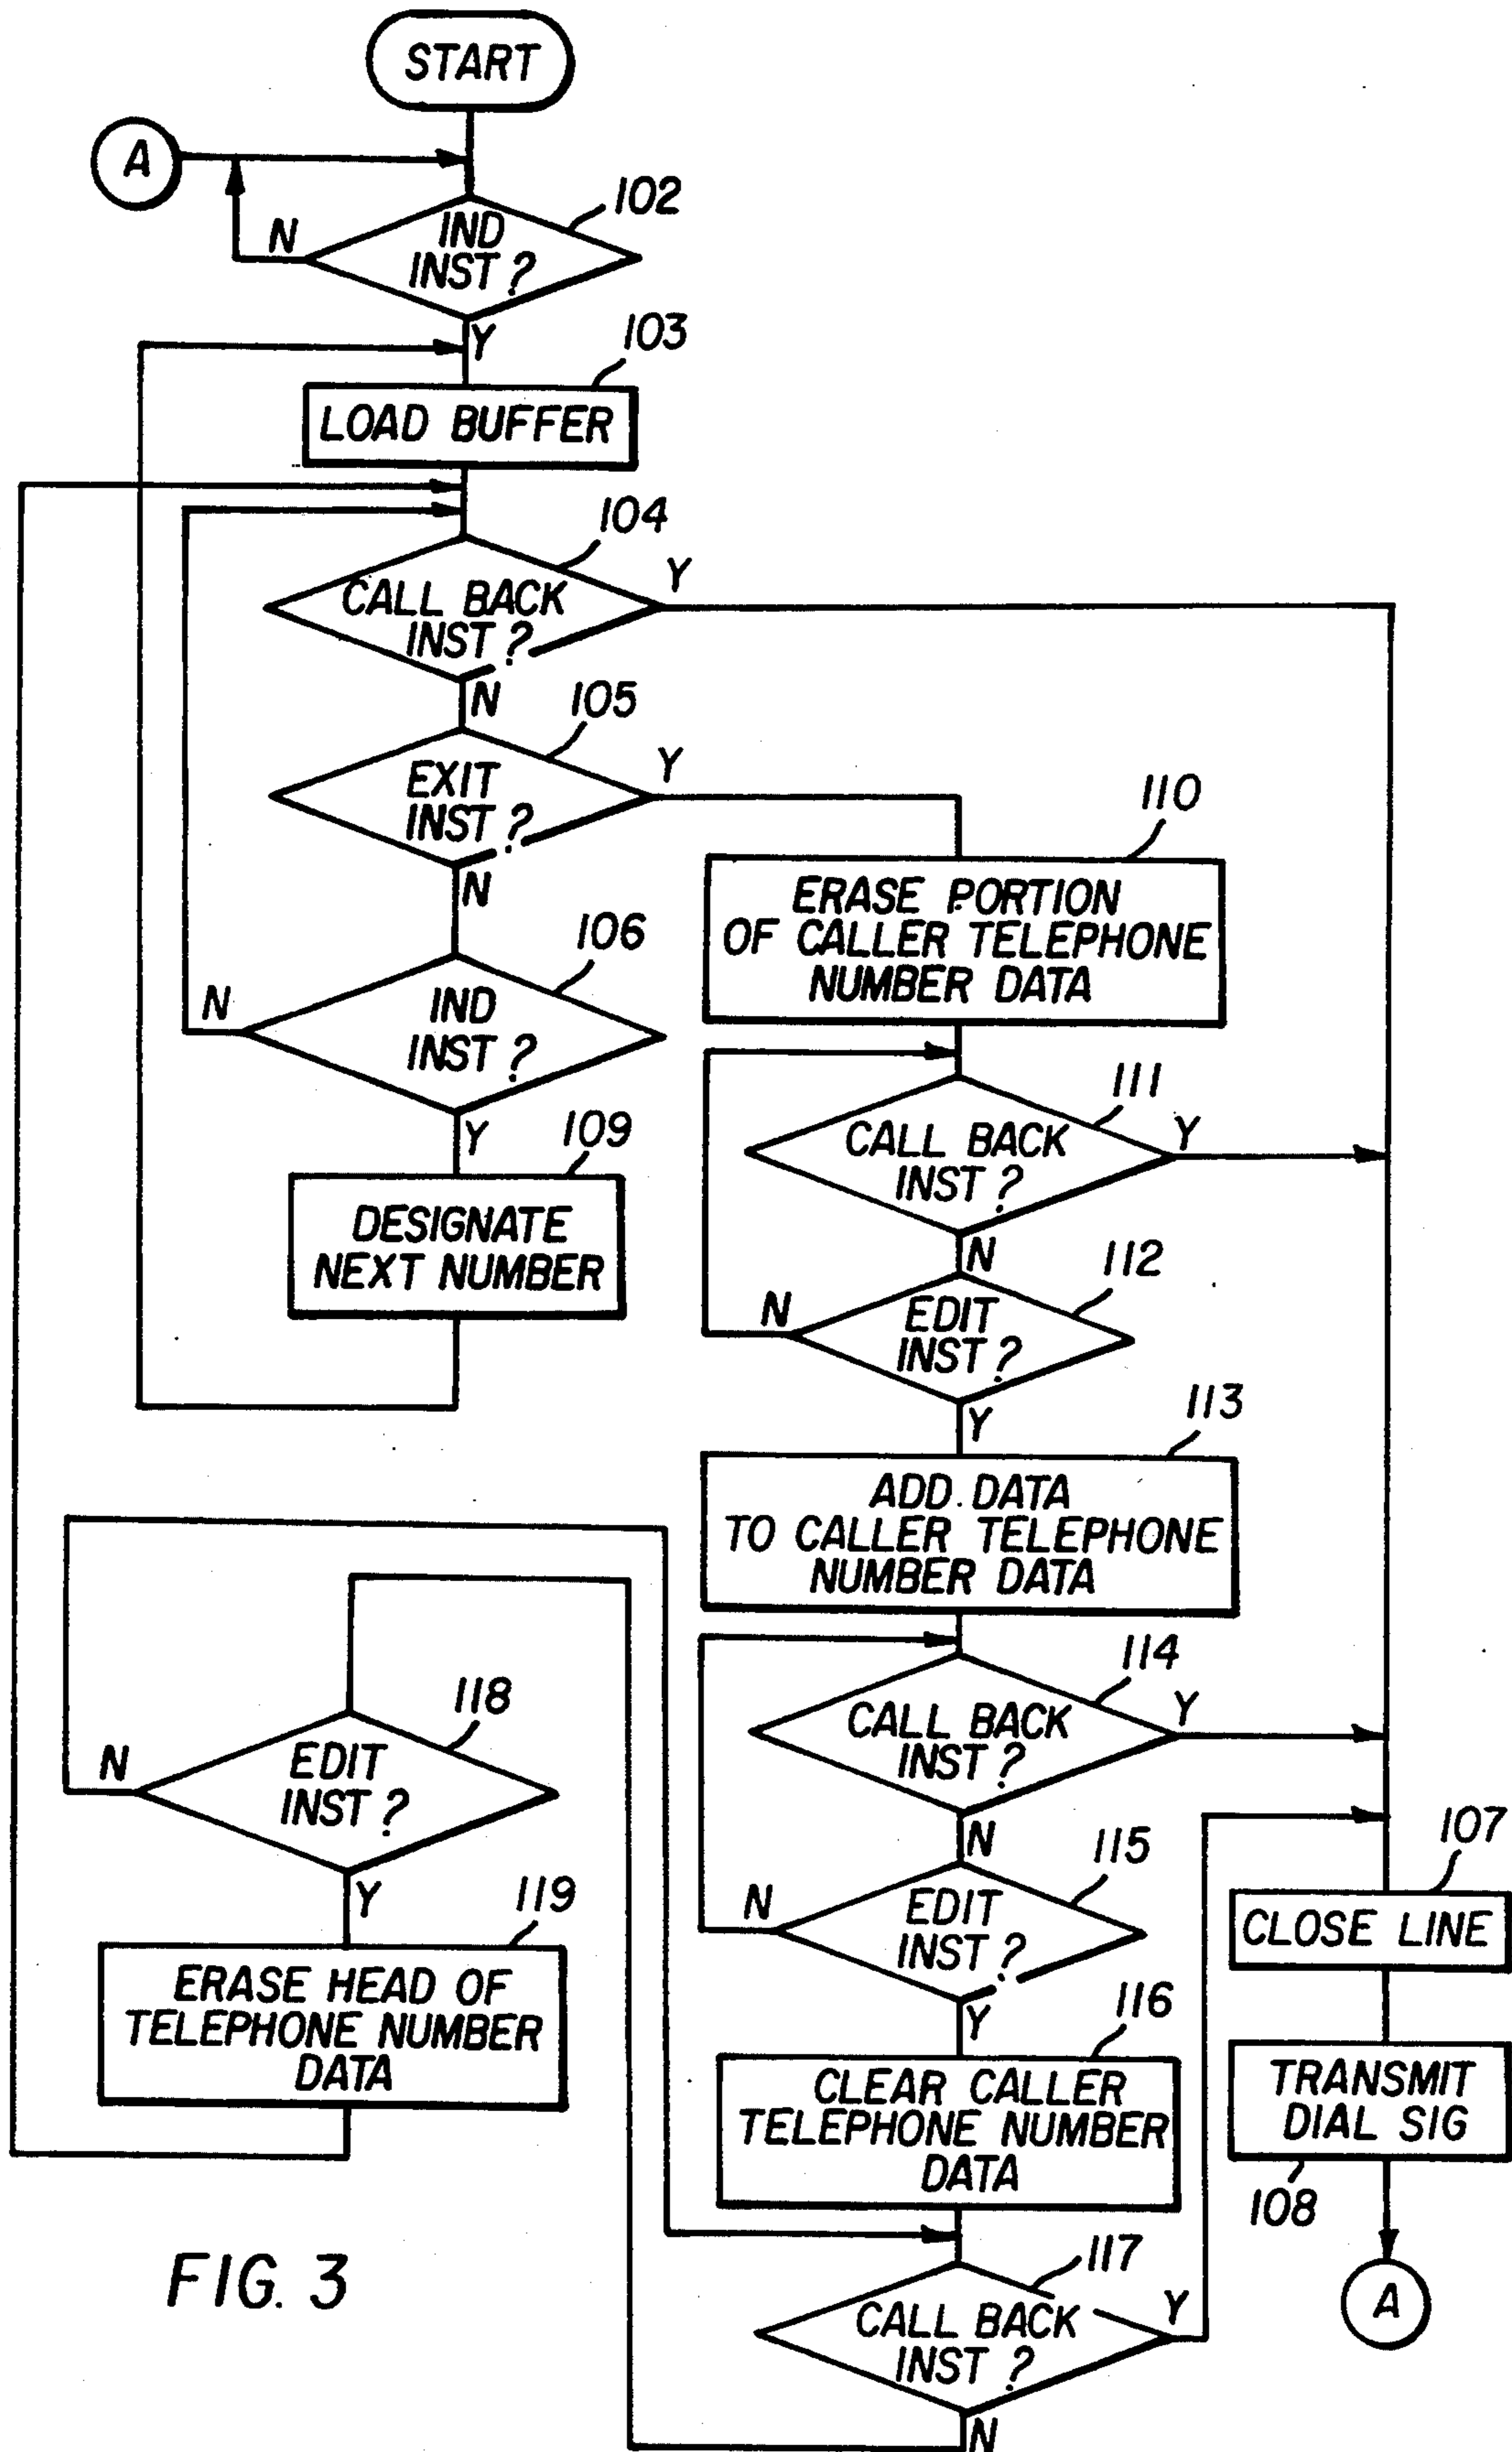 START
A
102
IND
INST?
N
Y
103
LOAD BUFFER
104
CALL BACK
INST?
Y
N
105
EXIT
INST?
Y
N
110
ERASE PORTION
OF CALLER TELEPHONE
NUMBER DATA
106
IND
INST?
N
Y
111
CALL BACK
INST?
Y
N
109
DESIGNATE
NEXT NUMBER
112
EDIT
INST?
N
Y
113
ADD DATA
TO CALLER TELEPHONE
NUMBER DATA
114
CALL BACK
INST?
Y
N
118
EDIT
INST?
N
Y
115
EDIT
INST?
N
Y
107
CLOSE LINE
119
ERASE HEAD OF
TELEPHONE NUMBER
DATA
116
CLEAR CALLER
TELEPHONE NUMBER
DATA
TRANSMIT
DIAL SIG
108
117
CALL BACK
INST?
Y
N
A
FIG. 3